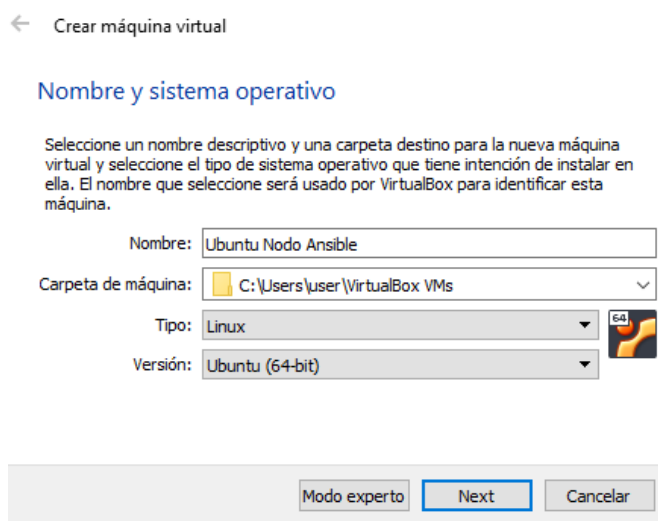 Crear máquina virtual
Nombre y sistema operativo
Seleccione un nombre descriptivo y una carpeta destino para la nueva máquina
virtual y seleccione el tipo de sistema operativo que tiene intención de instalar en
ella. El nombre que seleccione será usado por VirtualBox para identificar esta
máquina.
Nombre: Ubuntu Nodo Ansible
Carpeta de máquina: C:\Users\user\VirtualBox VMs
Tipo: Linux
64
Versión: Ubuntu (64-bit)
Modo experto Next Cancelar